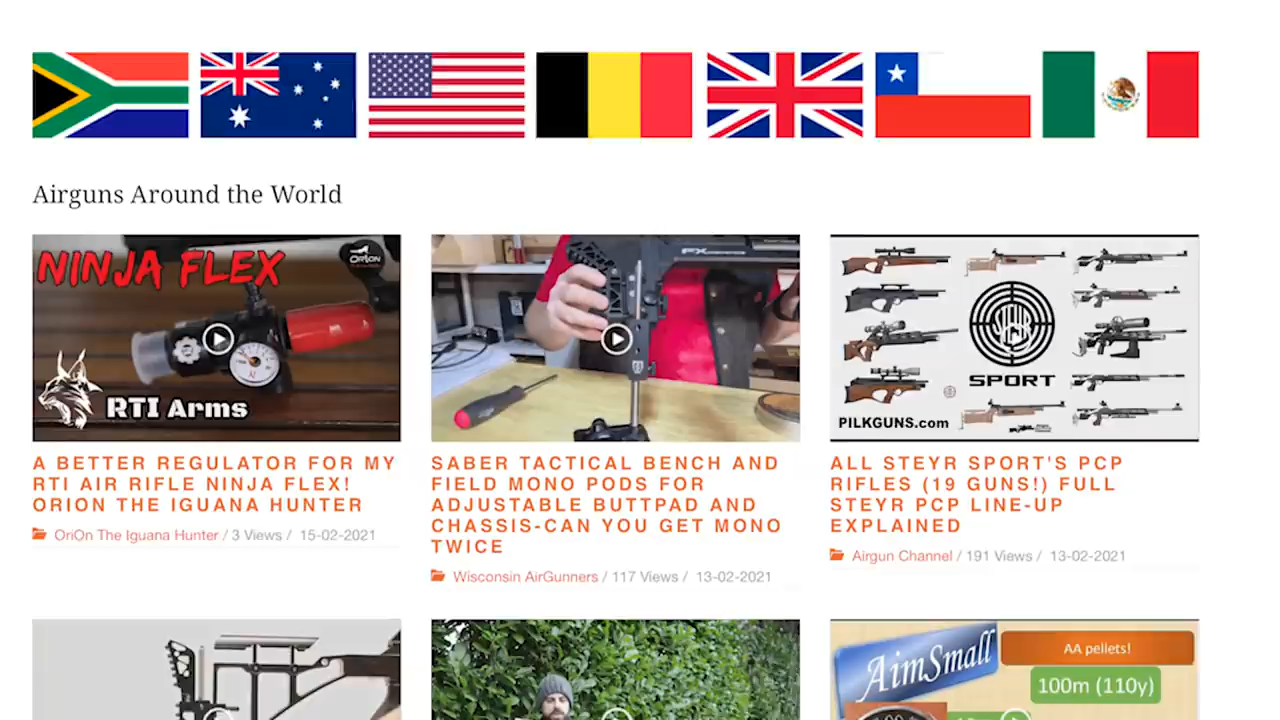 Airguns Around the World
NINJA FLEX
ORION
RTI Arms
FX
STEYR
SPORT
PILKGUNS.com
A BETTER REGULATOR FOR MY
RTI AIR RIFLE NINJA FLEX!
ORION THE IGUANA HUNTER
OriOn The Iguana Hunter / 3 Views / 15-02-2021
SABER TACTICAL BENCH AND
FIELD MONO PODS FOR
ADJUSTABLE BUTTPAD AND
CHASSIS-CAN YOU GET MONO
TWICE
Wisconsin AirGunners / 117 Views / 13-02-2021
ALL STEYR SPORT'S PCP
RIFLES (19 GUNS!) FULL
STEYR PCP LINE-UP
EXPLAINED
Airgun Channel / 191 Views / 13-02-2021
AimSmall
AA pellets!
100m (110y)